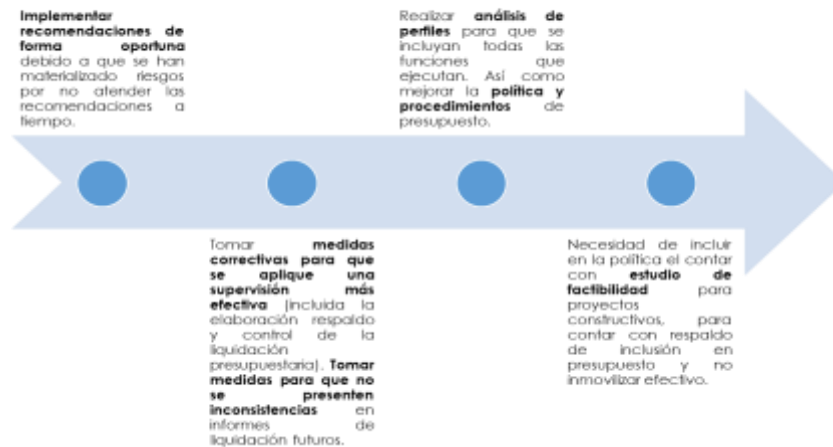 Implementar
recomendaciones de
forma oportuna
debido a que se han
materializado riesgos
por no atender las
recomendaciones a
tiempo.
Tomar medidas
correctivas para que
se aplique una
supervisión más
efectiva (incluida la
elaboración respaldo
y control de la
liquidación
presupuestaria). Tomar
medidas para que no
se presenten
inconsistencias en
informes de
liquidación futuros.
Realizar análisis de
perfiles para que se
incluyan todas las
funciones que
ejecutan. Así como
mejorar la política y
procedimientos de
presupuesto.
Necesidad de incluir
en la política el contar
con estudio de
factibilidad para
proyectos
constructivos, para
contar con respaldo
de inclusión en
presupuesto y no
inmovilizar efectivo.